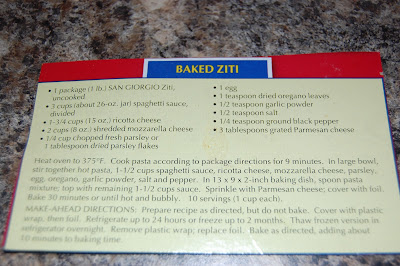 BAKED ZITI
• 1 package (1 lb.) SAN GIORGIO Ziti,
uncooked
• 3 cups (about 26-oz. jar) spaghetti sauce,
divided
• 1-3/4 cups (15 oz.) ricotta cheese
• 2 cups (8 oz.) shredded mozzarella cheese
• 1/4 cup chopped fresh parsley or
1 tablespoon dried parsley flakes
• 1 egg
• 1 teaspoon dried oregano leaves
• 1/2 teaspoon garlic powder
• 1/2 teaspoon salt
• 1/4 teaspoon ground black pepper
• 3 tablespoons grated Parmesan cheese
Heat oven to 375°F. Cook pasta according to package directions for 9 minutes. In large bowl,
stir together hot pasta, 1-1/2 cups spaghetti sauce, ricotta cheese, mozzarella cheese, parsley,
egg, oregano, garlic powder, salt and pepper. In 13 x 9 x 2-inch baking dish, spoon pasta
mixture; top with remaining 1-1/2 cups sauce. Sprinkle with Parmesan cheese; cover with foil.
Bake 30 minutes or until hot and bubbly. 10 servings (1 cup each).
MAKE-AHEAD DIRECTIONS: Prepare recipe as directed, but do not bake. Cover with plastic
wrap, then foil. Refrigerate up to 24 hours or freeze up to 2 months. Thaw frozen version in
refrigerator overnight. Remove plastic wrap; replace foil. Bake as directed, adding about
10 minutes to baking time.